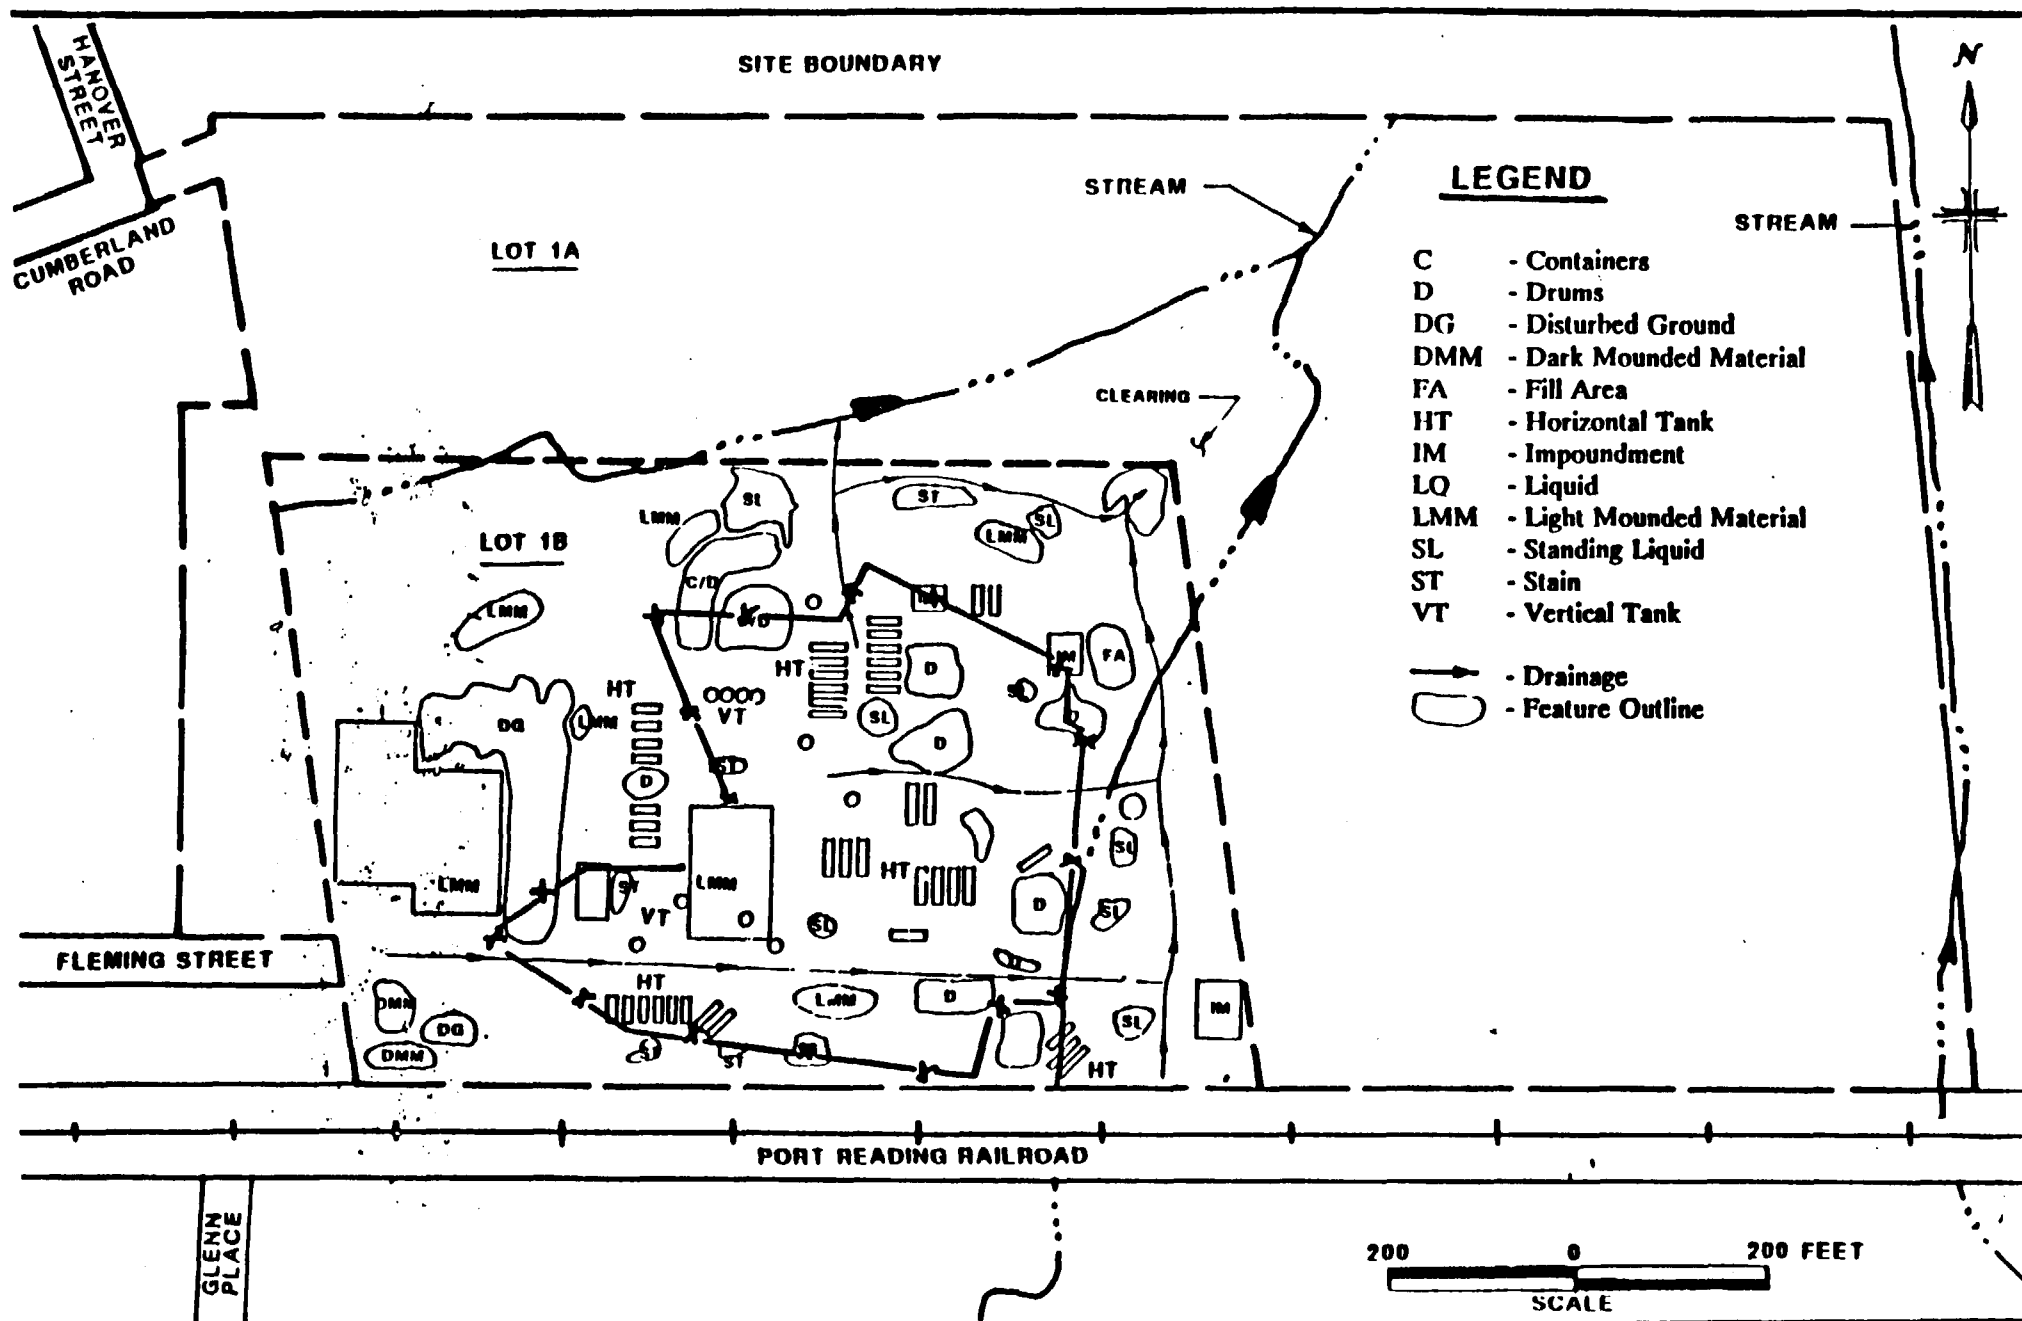 HANOVER
STREET
CUMBERLAND
ROAD
SITE BOUNDARY
N
STREAM
LEGEND
STREAM
LOT 1A
C - Containers
D - Drums
DG - Disturbed Ground
DMM - Dark Mounded Material
FA - Fill Area
HT - Horizontal Tank
IM - Impoundment
LQ - Liquid
LMM - Light Mounded Material
SL - Standing Liquid
ST - Stain
VT - Vertical Tank
- Drainage
- Feature Outline
CLEARING
LOT 1B
SL
ST
LMM
SL
LMM
C/D
LMM
HT
D
IM
FA
HT
VT
SL
SL
DG
LMM
D
ST
D
SL
HT
LMM
ST
LMM
VT
D
SL
SL
FLEMING STREET
HT
DMM
LMM
D
IM
DG
SL
DMM
ST
ST
HT
PORT READING RAILROAD
GLENN
PLACE
200 0 200 FEET
SCALE